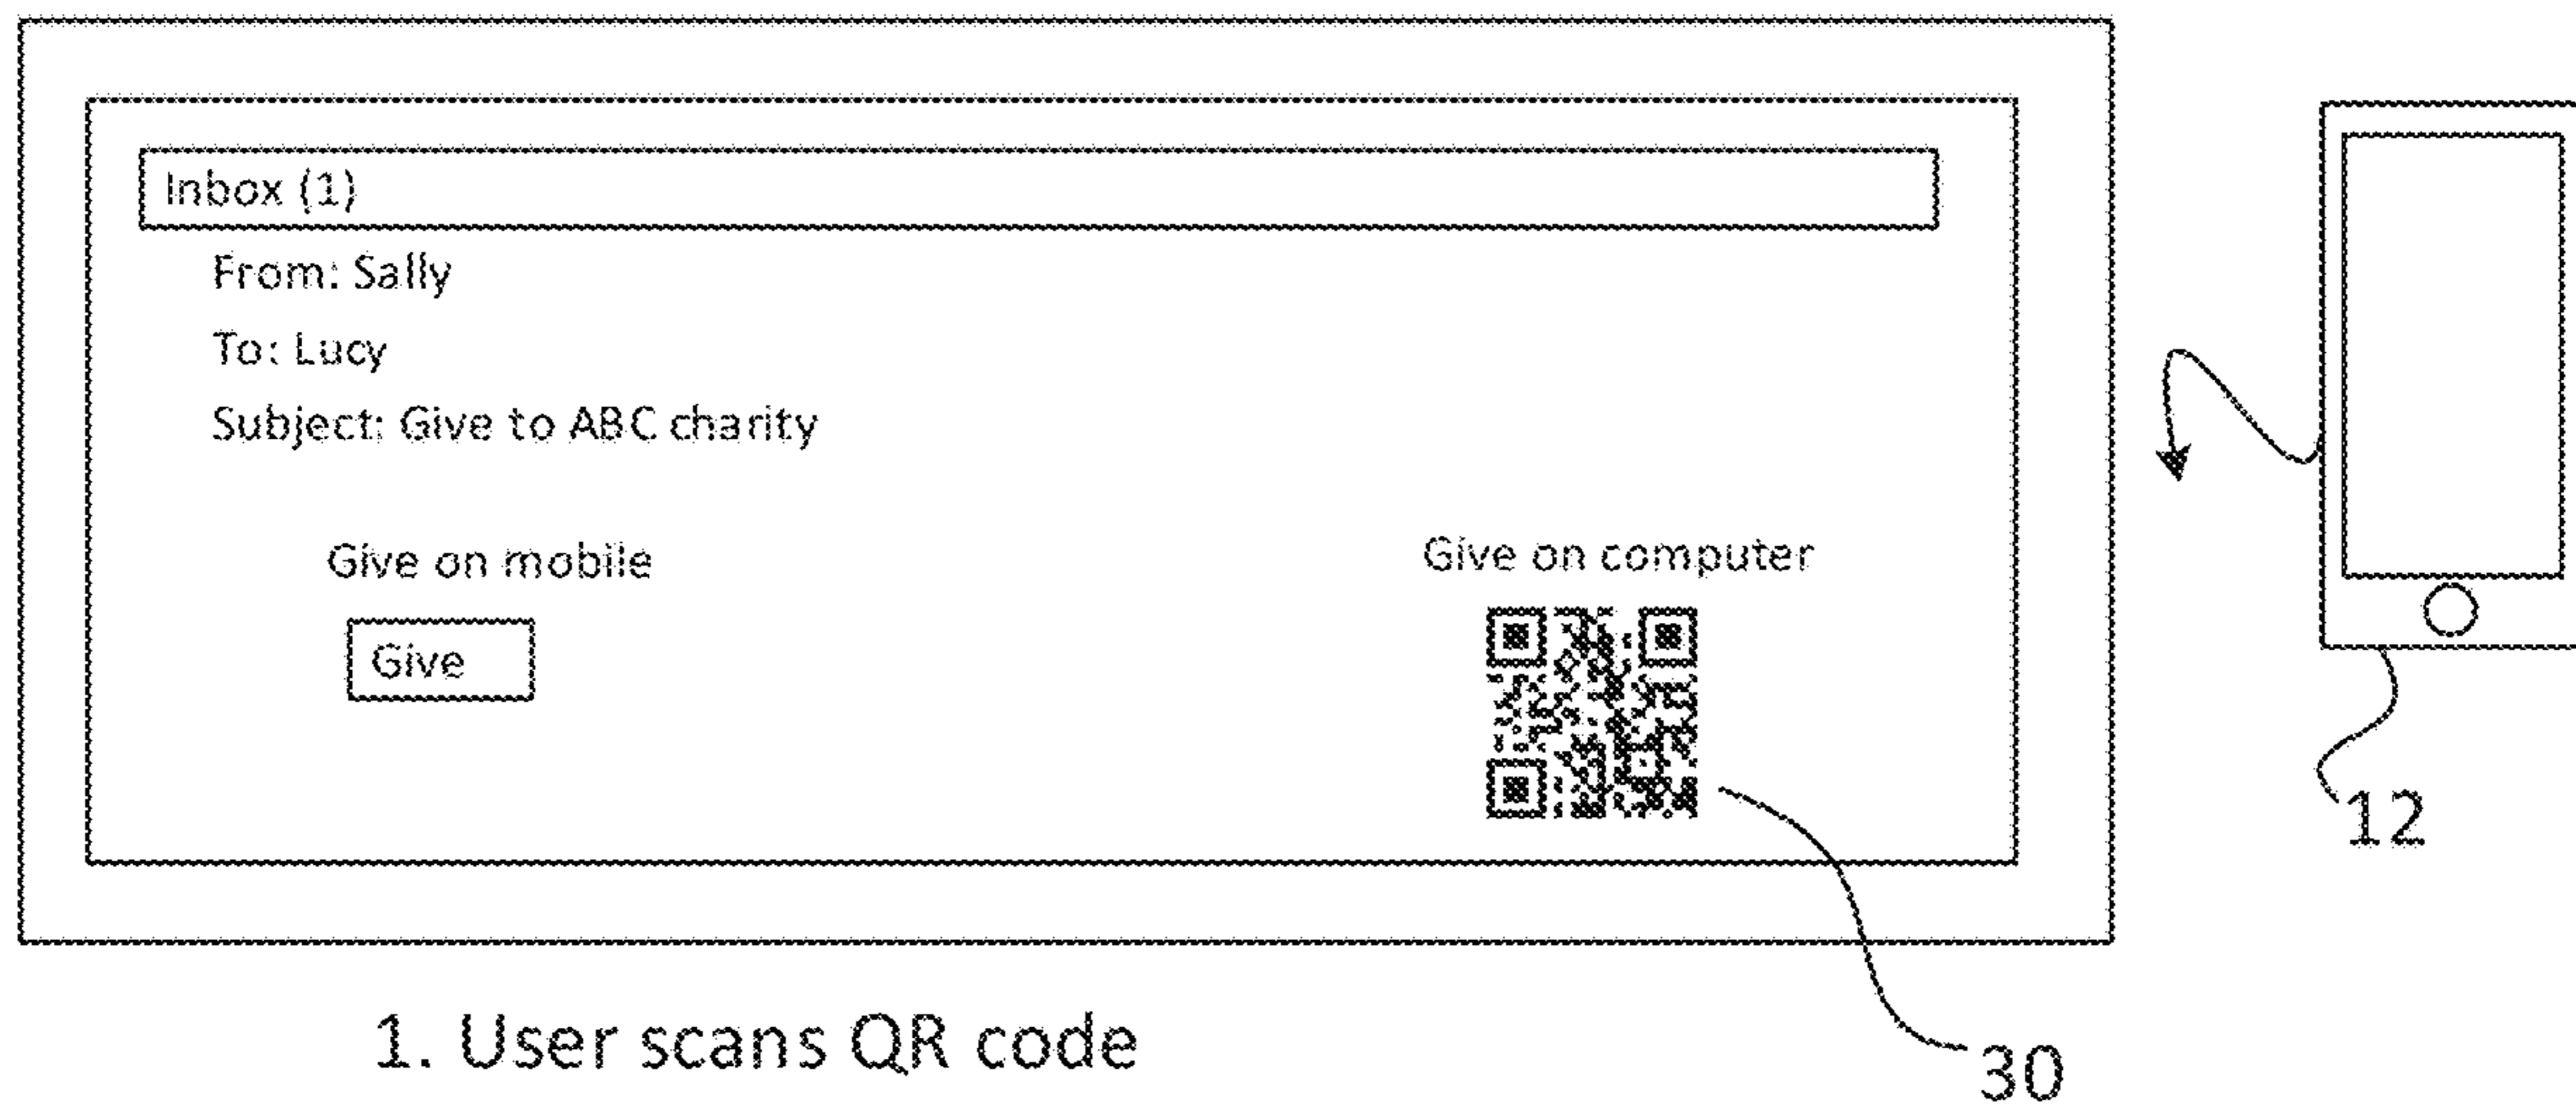 Inbox (1)
From: Sally
To: Lucy
Subject: Give to ABC charity
Give on mobile
Give on computer
Give
12
1. User scans QR code
30